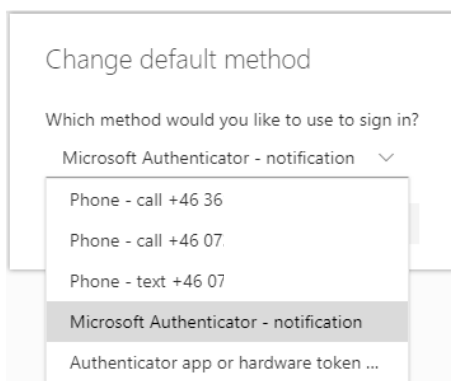 Change default method
Which method would you like to use to sign in?
Microsoft Authenticator - notification
Phone - call +46 36
Phone - call +46 07
Phone - text +46 07
Microsoft Authenticator - notification
Authenticator app or hardware token ...